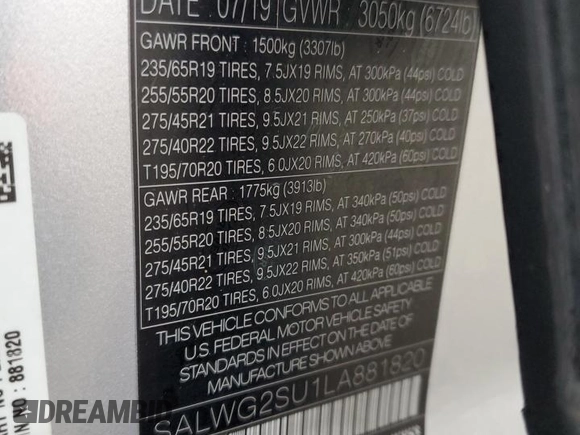 DATE 07/19 GVWR 3050kg (6724lb)
GAWR FRONT : 1500kg (3307lb)
235/65R19 TIRES, 7.5JX19 RIMS, AT 300kPa (44psi) COLD
255/55R20 TIRES, 8.5JX20 RIMS, AT 300kPa (44psi) COLD
275/45R21 TIRES, 9.5JX21 RIMS, AT 250kPa (37psi) COLD
275/40R22 TIRES, 9.5JX22 RIMS, AT 270kPa (40psi) COLD
T195/70R20 TIRES, 6.0JX20 RIMS, AT 420kPa (60psi) COLD
GAWR REAR : 1775kg (3913lb)
235/65R19 TIRES, 7.5JX19 RIMS, AT 340kPa (50psi) COLD
255/55R20 TIRES, 8.5JX20 RIMS, AT 340kPa (50psi) COLD
275/45R21 TIRES, 9.5JX21 RIMS, AT 300kPa (44psi) COLD
275/40R22 TIRES, 9.5JX22 RIMS, AT 350kPa (51psi) COLD
T195/70R20 TIRES, 6.0JX20 RIMS, AT 420kPa (60psi) COLD
THIS VEHICLE CONFORMS TO ALL APPLICABLE
U.S. FEDERAL MOTOR VEHICLE SAFETY
STANDARDS IN EFFECT ON THE DATE OF
MANUFACTURE SHOWN ABOVE
SALWG2SU1LA881820
: 881820
DREAMBID